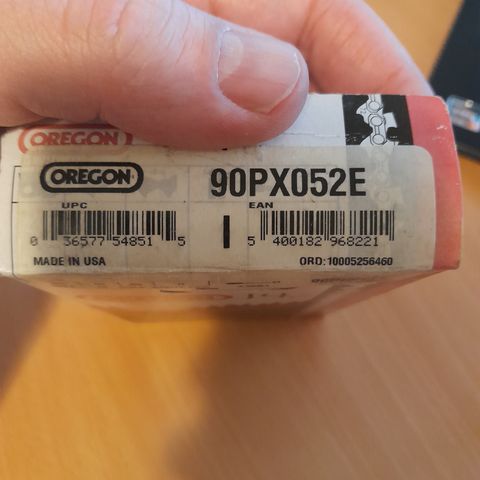 OREGON
OREGON
90PX052E
UPC
EAN
0 36577 54851 5
I
5 400182 968221
MADE IN USA
ORD:10005256460